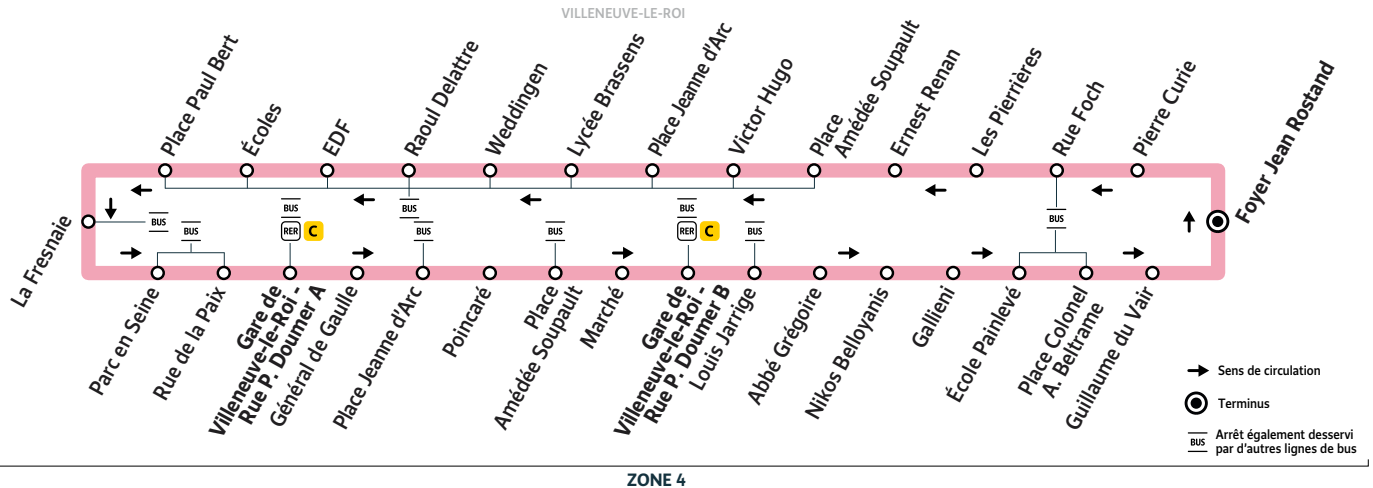 VILLENEUVE-LE-ROI
Place Paul Bert
Écoles
EDF
Raoul Delattre
Weddingen
Lycée Brassens
Place Jeanne d'Arc
Victor Hugo
Place
Amédée Soupault
Ernest Renan
Les Pierrières
Rue Foch
Pierre Curie
Foyer Jean Rostand
La Fresnaie
BUS
BUS
BUS
RER C
BUS
BUS
BUS
BUS
RER C
BUS
BUS
Parc en Seine
Rue de la Paix
Gare de
Villeneuve-le-Roi -
Rue P. Doumer A
Général de Gaulle
Place Jeanne d'Arc
Poincaré
Place
Amédée Soupault
Marché
Gare de
Villeneuve-le-Roi -
Rue P. Doumer B
Louis Jarrige
Abbé Grégoire
Nikos Belloyanis
Gallieni
École Painlevé
Place Colonel
A. Beltrame
Guillaume du Vair
Sens de circulation
Terminus
BUS
Arrêt également desservi
par d'autres lignes de bus
ZONE 4